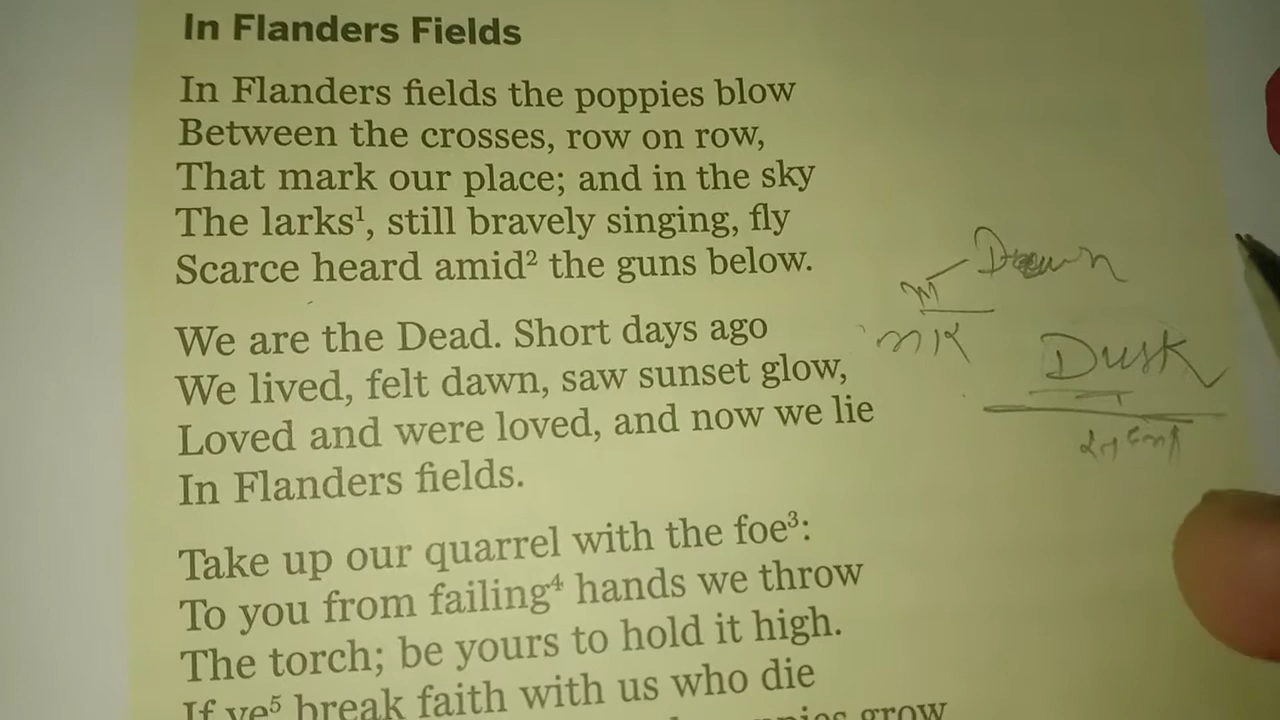 In Flanders Fields
In Flanders fields the poppies blow
Between the crosses, row on row,
That mark our place; and in the sky
The larks¹, still bravely singing, fly
Scarce heard amid² the guns below.
We are the Dead. Short days ago
We lived, felt dawn, saw sunset glow,
Loved and were loved, and now we lie
In Flanders fields.
Take up our quarrel with the foe³:
To you from failing⁴ hands we throw
The torch; be yours to hold it high.
If ye⁵ break faith with us who die
poppies grow
Dawn
Dusk